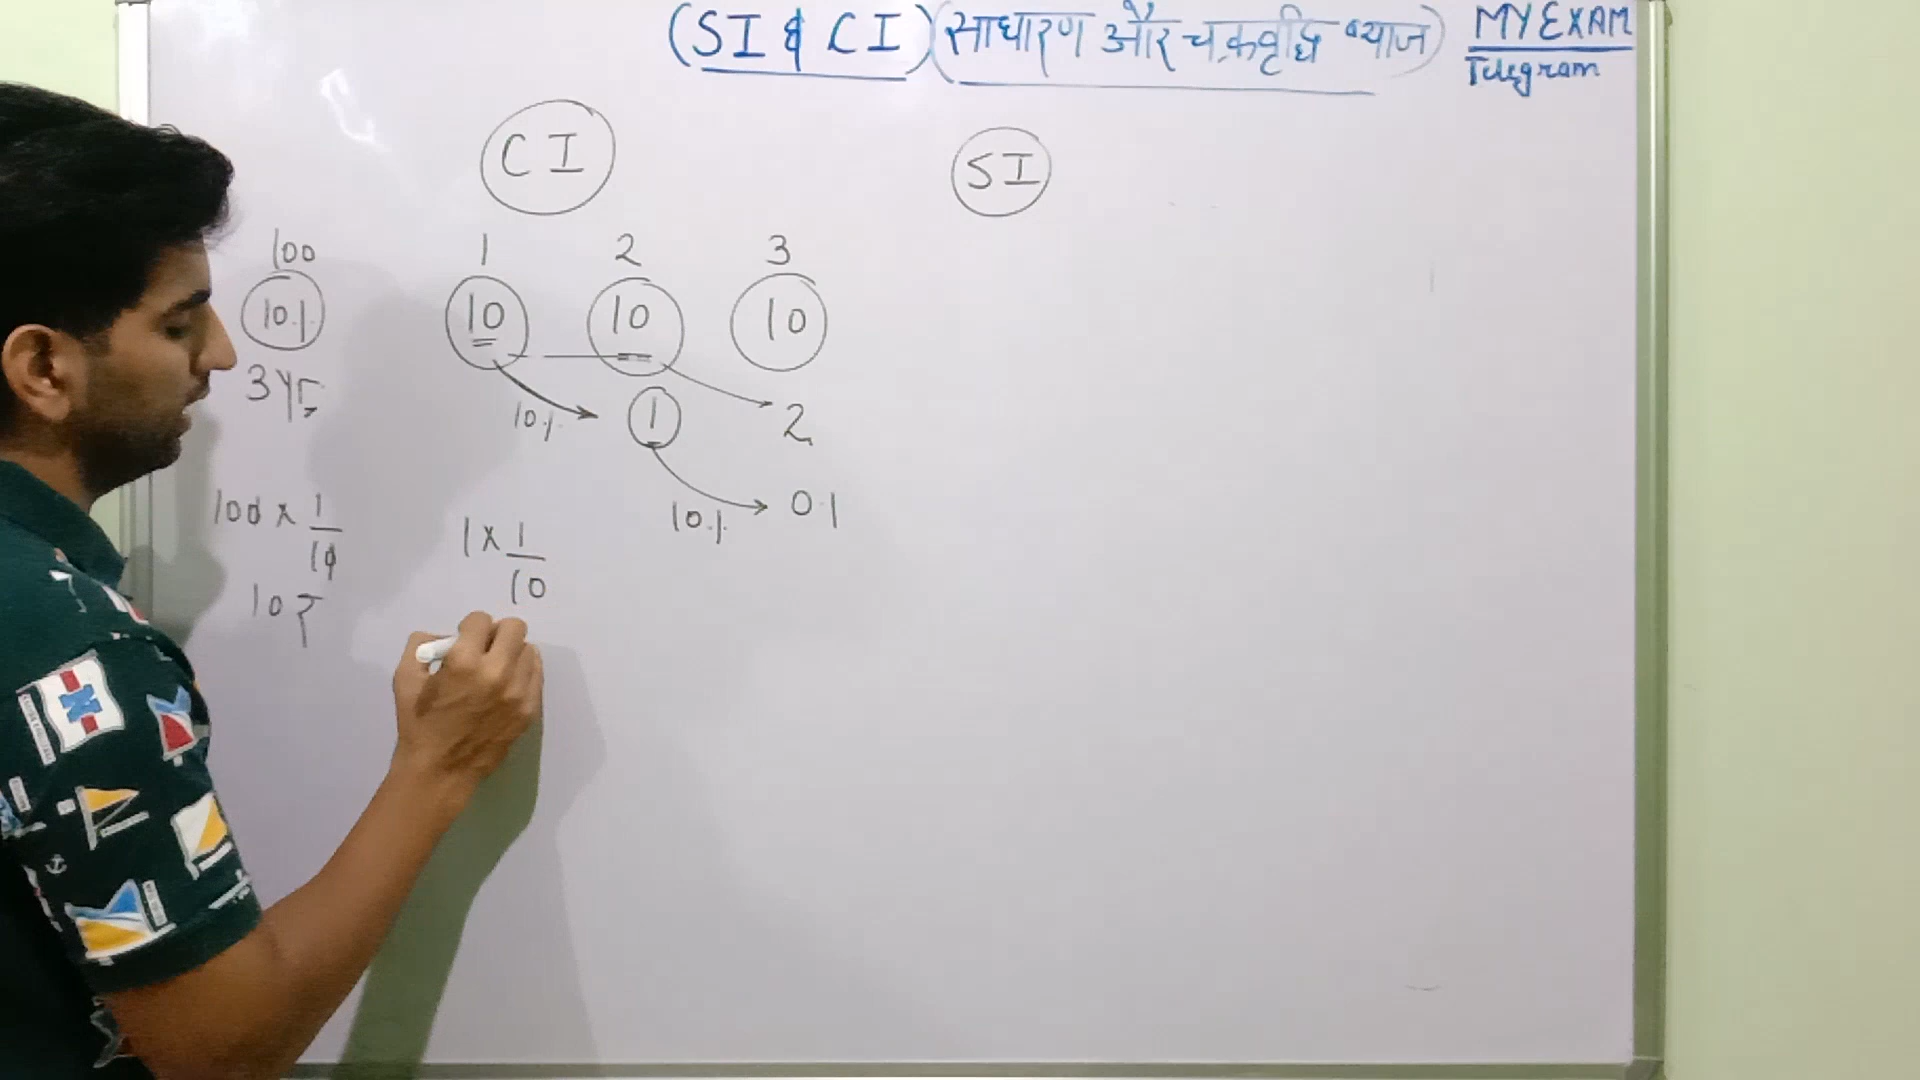 (SI & CI) (साधारण और चक्रवृद्धि ब्याज) MY EXAM
Telegram
CI
SI
100 1 2 3
10% 10 10 10
3yr
10% 1 2
10% 0.1
100 x 1/10
1 x 1/10
10 ₹